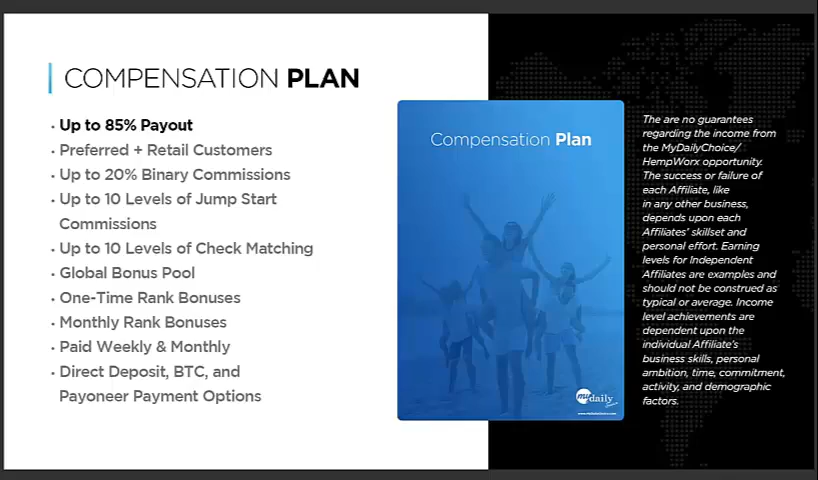 COMPENSATION PLAN
· Up to 85% Payout
· Preferred + Retail Customers
· Up to 20% Binary Commissions
· Up to 10 Levels of Jump Start
Commissions
· Up to 10 Levels of Check Matching
· Global Bonus Pool
· One-Time Rank Bonuses
· Monthly Rank Bonuses
· Paid Weekly & Monthly
· Direct Deposit, BTC, and
Payoneer Payment Options
Compensation Plan
my daily
The are no guarantees
regarding the income from
the MyDailyChoice/
HempWorx opportunity.
The success or failure of
each Affiliate, like
in any other business,
depends upon each
Affiliates' skillset and
personal effort. Earning
levels for Independent
Affiliates are examples and
should not be construed as
typical or average. Income
level achievements are
dependent upon the
individual Affiliate's
business skills, personal
ambition, time, commitment,
activity, and demographic
factors.